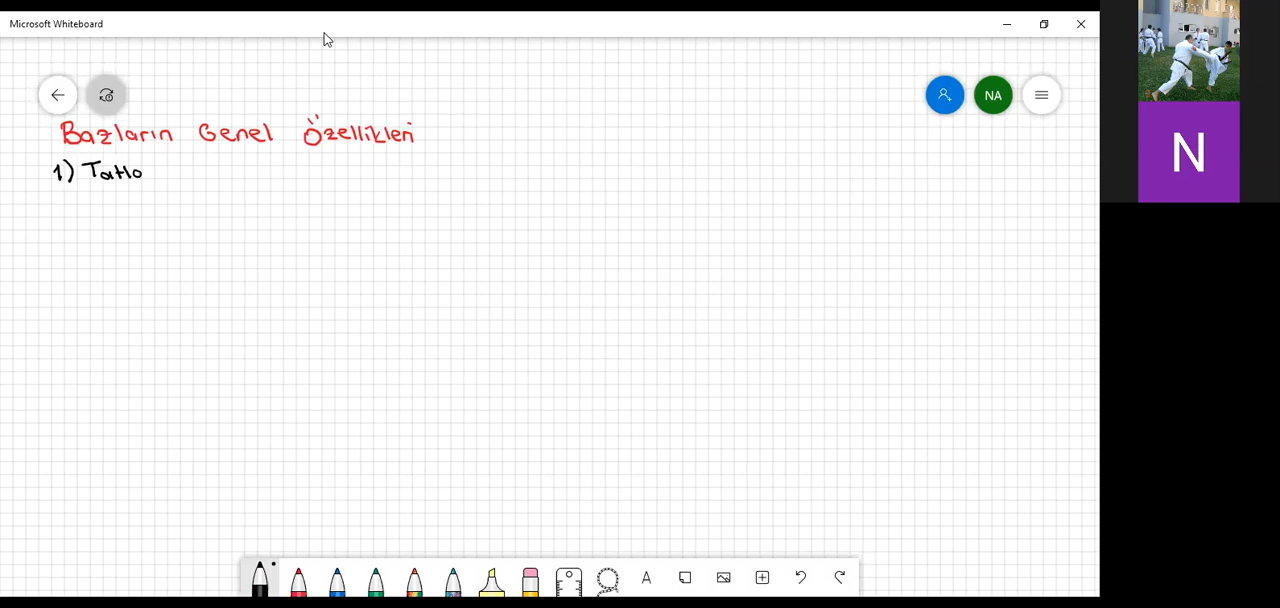 Microsoft Whiteboard
NA
Bazların Genel Özellikleri
1) Tatlo
N
A